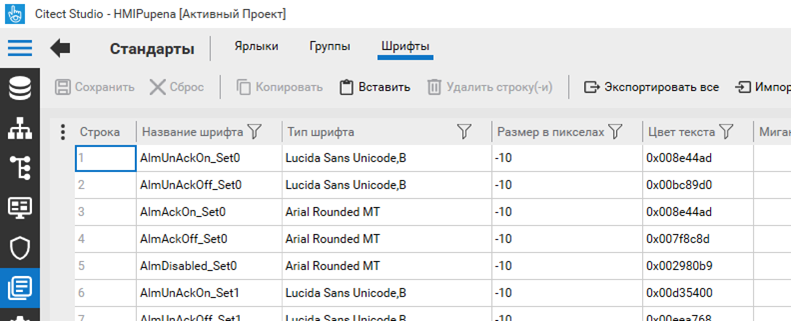 Citect Studio - HMIPupena [Активный Проект]
Стандарты Ярлыки Группы Шрифты
Сохранить Сброс Копировать Вставить Удалить строку(-и) Экспортировать все Импор
Строка Название шрифта Тип шрифта Размер в пикселах Цвет текста Миган
1 AlmUnAckOn_Set0 Lucida Sans Unicode,B -10 0x008e44ad
2 AlmUnAckOff_Set0 Lucida Sans Unicode,B -10 0x00bc89d0
3 AlmAckOn_Set0 Arial Rounded MT -10 0x008e44ad
4 AlmAckOff_Set0 Arial Rounded MT -10 0x007f8c8d
5 AlmDisabled_Set0 Arial Rounded MT -10 0x002980b9
6 AlmUnAckOn_Set1 Lucida Sans Unicode,B -10 0x00d35400
7 AlmUnAckOff_Set1 Lucida Sans Unicode,B -10 0x00eea768